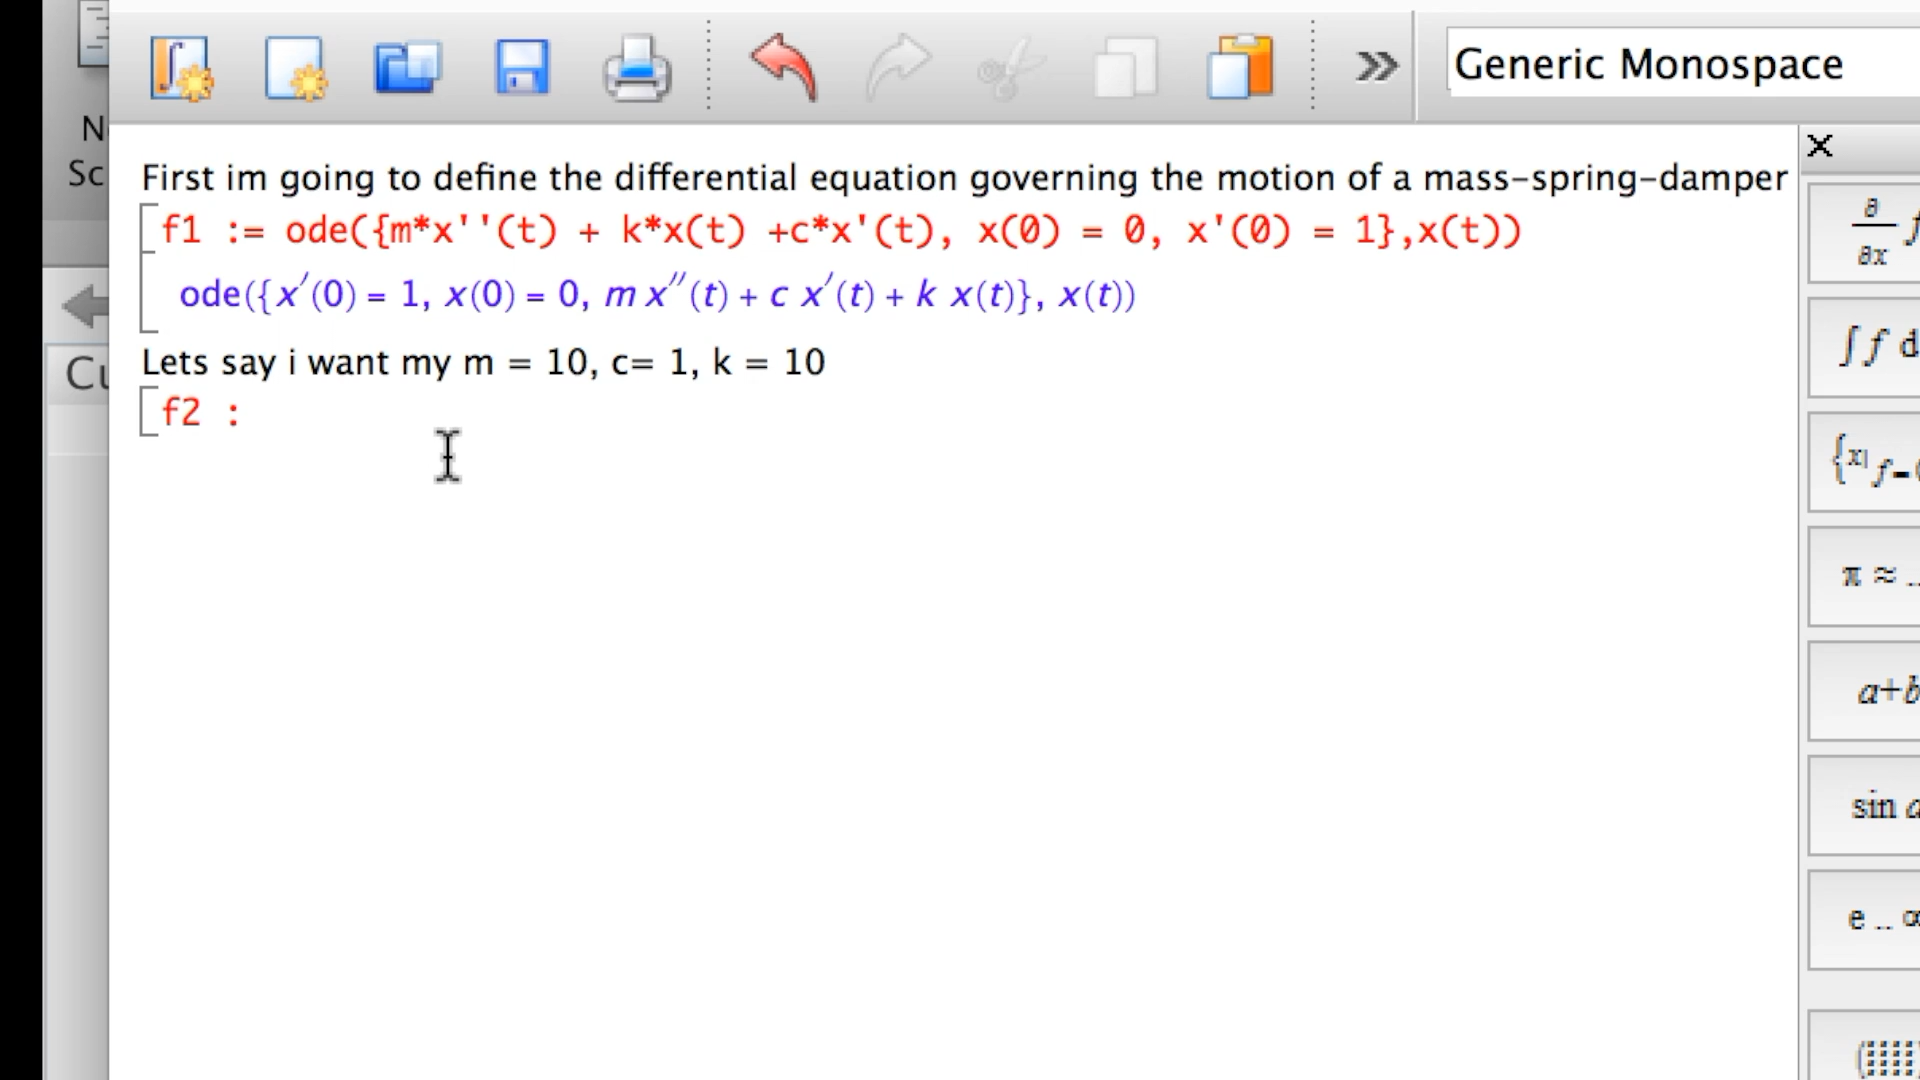 Generic Monospace
First im going to define the differential equation governing the motion of a mass-spring-damper
f1 := ode({m*x''(t) + k*x(t) +c*x'(t), x(0) = 0, x'(0) = 1},x(t))
ode({x′(0) = 1, x(0) = 0, m x″(t) + c x′(t) + k x(t)}, x(t))
Lets say i want my m = 10, c= 1, k = 10
f2 :
∂/∂x f
∫ f d
π ≈ ..
a+b
sin a
e ..